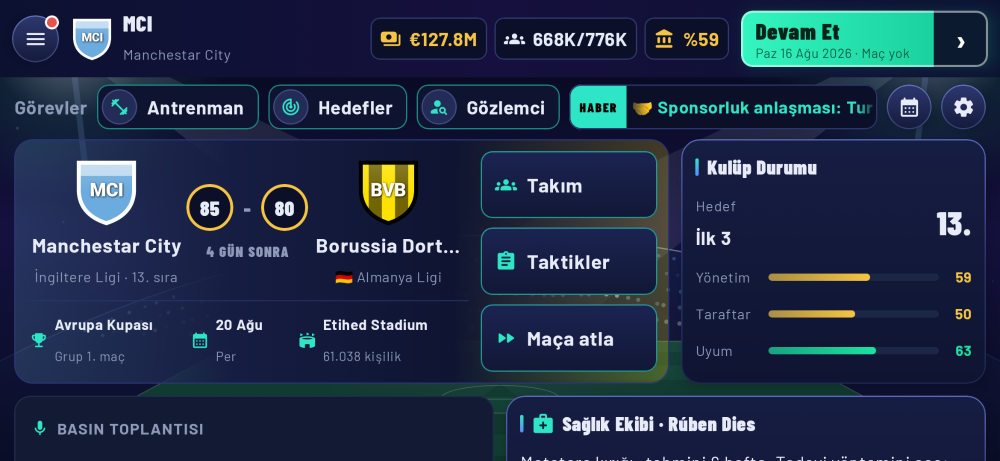 MCI
MCI
Manchestar City
€127.8M
668K/776K
%59
Devam Et
Paz 16 Ağu 2026 · Maç yok
Görevler
Antrenman
Hedefler
Gözlemci
HABER
🤝 Sponsorluk anlaşması: Tur
MCI
85 - 80
BVB
Manchestar City
4 GÜN SONRA
Borussia Dort...
İngiltere Ligi · 13. sıra
🇩🇪 Almanya Ligi
Avrupa Kupası
Grup 1. maç
20 Ağu
Per
Etihed Stadium
61.038 kişilik
Takım
Taktikler
Maça atla
Kulüp Durumu
Hedef
İlk 3
13.
Yönetim 59
Taraftar 50
Uyum 63
BASIN TOPLANTISI
Sağlık Ekibi · Rúben Dies